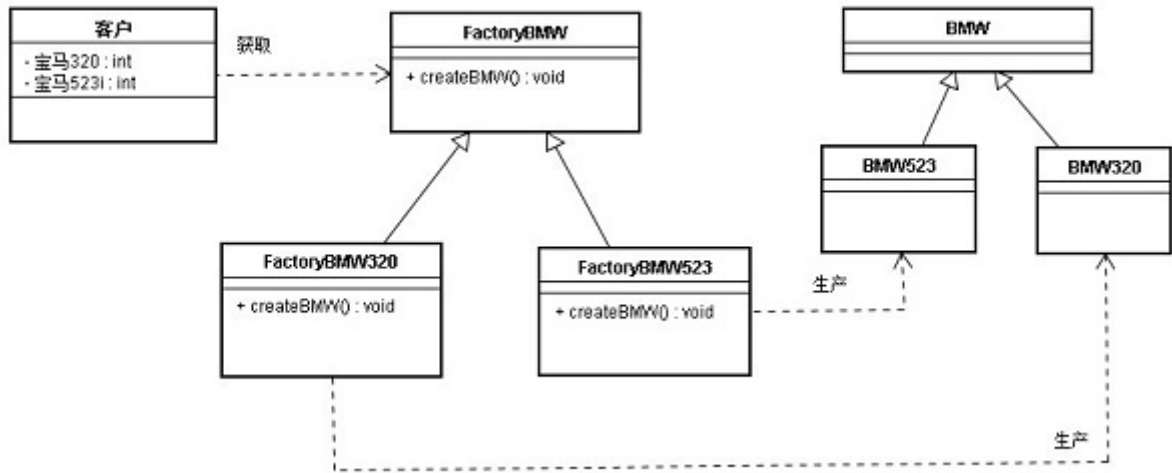 客户
- 宝马320 : int
- 宝马523i : int
获取
FactoryBMW
+ createBMW() : void
BMW
BMW523
BMW320
FactoryBMW320
+ createBMW() : void
FactoryBMW523
+ createBMW() : void
生产
生产